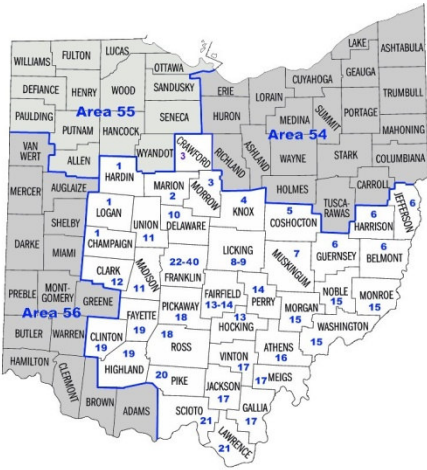 WILLIAMS
FULTON
LUCAS
OTTAWA
LAKE
ASHTABULA
GEAUGA
CUYAHOGA
DEFIANCE
HENRY
WOOD
SANDUSKY
ERIE
LORAIN
TRUMBULL
Area 55
SENECA
HURON
MEDINA
SUMMIT
PORTAGE
PAULDING
PUTNAM
HANCOCK
Area 54
MAHONING
VAN
WERT
ALLEN
WYANDOT
CRAWFORD
3
RICHLAND
ASHLAND
WAYNE
STARK
COLUMBIANA
1
HARDIN
MERCER
AUGLAIZE
MARION
2
3
MORROW
HOLMES
CARROLL
TUSCA-
RAWAS
JEFFERSON
6
1
LOGAN
4
KNOX
5
COSHOCTON
6
HARRISON
SHELBY
UNION
11
10
DELAWARE
DARKE
MIAMI
1
CHAMPAIGN
LICKING
8-9
MUSKINGUM
7
6
GUERNSEY
6
BELMONT
CLARK
12
MADISON
11
22-40
FRANKLIN
PREBLE
MONT-
GOMERY
GREENE
FAIRFIELD
13-14
14
PERRY
NOBLE
15
MONROE
15
PICKAWAY
18
MORGAN
15
Area 56
FAYETTE
19
13
HOCKING
WASHINGTON
15
BUTLER
WARREN
CLINTON
19
18
ROSS
ATHENS
16
HAMILTON
CLERMONT
19
HIGHLAND
VINTON
17
20
PIKE
JACKSON
17
17
MEIGS
BROWN
ADAMS
SCIOTO
21
GALLIA
17
LAWRENCE
21